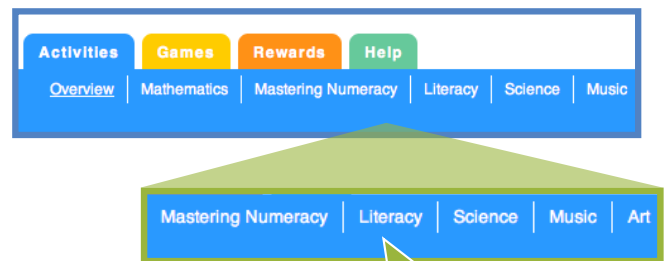 Activities Games Rewards Help
Overview Mathematics Mastering Numeracy Literacy Science Music
Mastering Numeracy Literacy Science Music Art